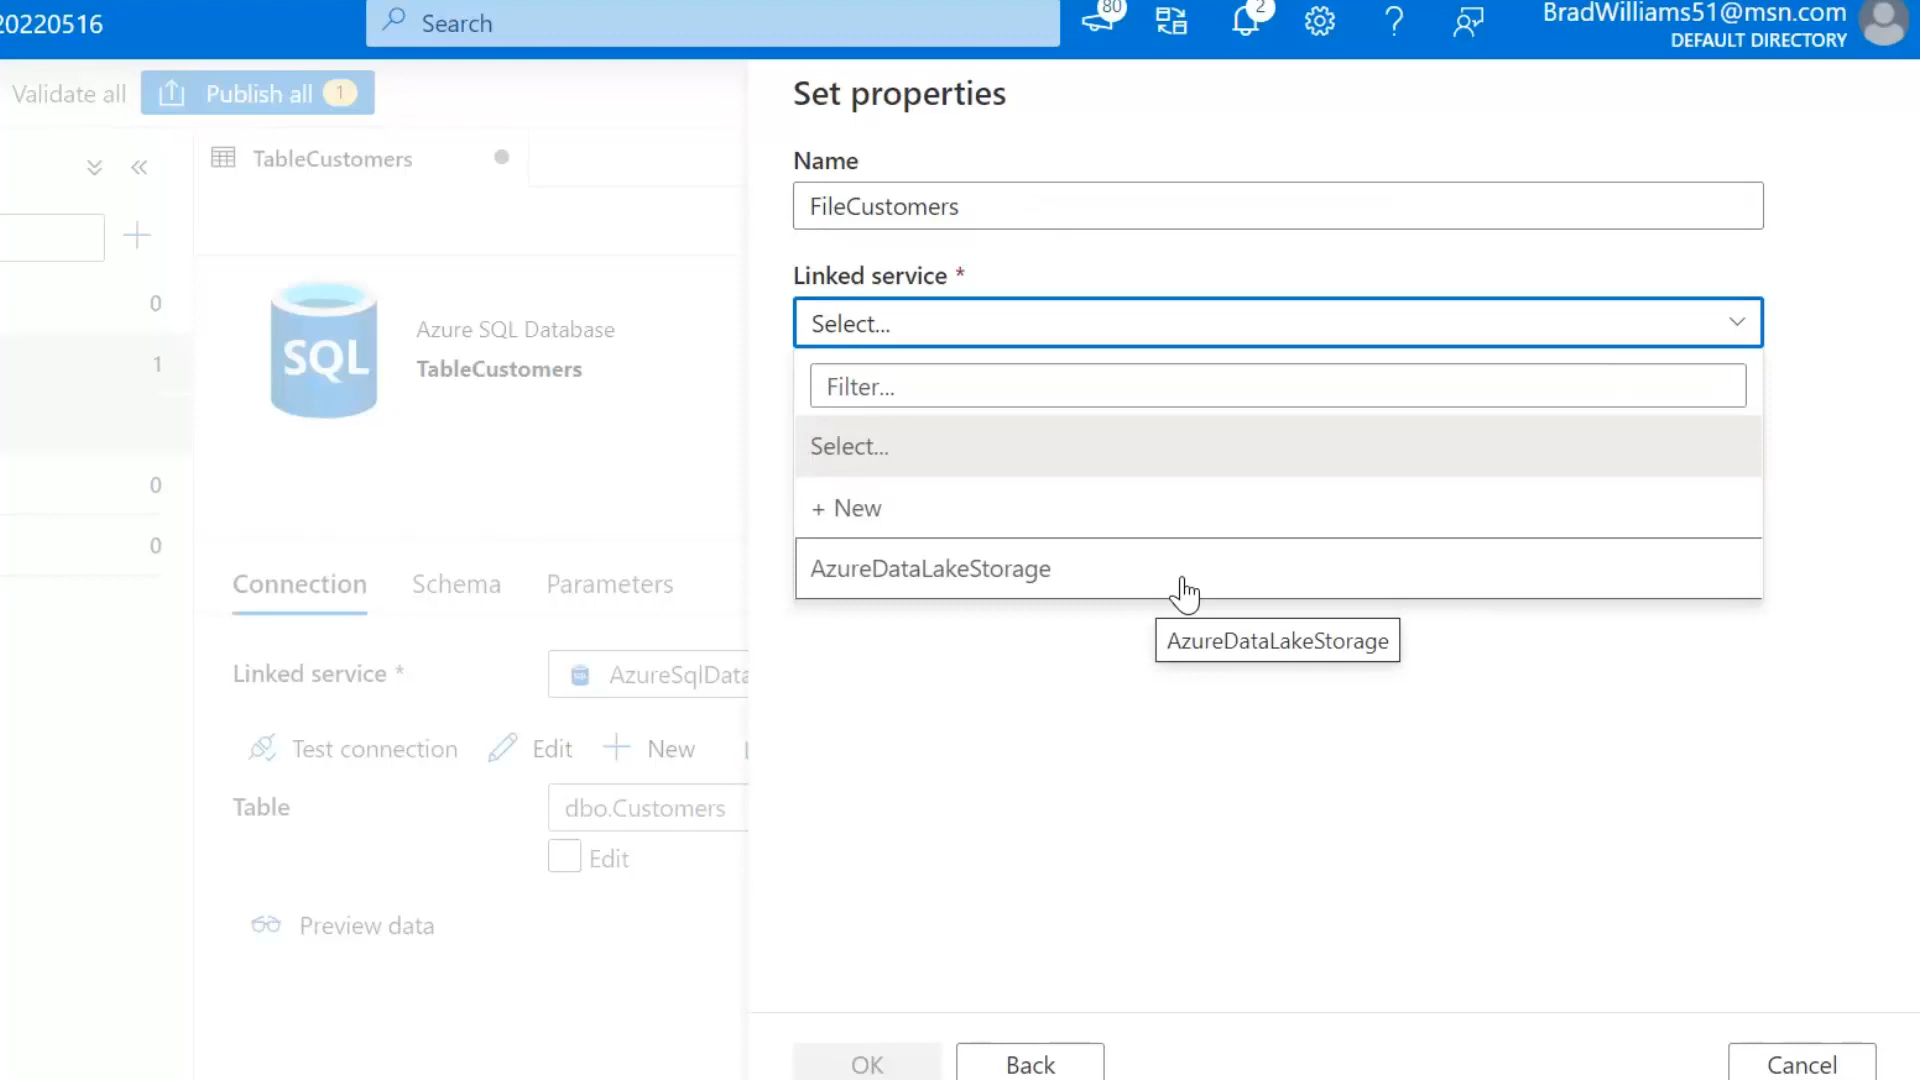 20220516
Search
80
2
BradWilliams51@msn.com
DEFAULT DIRECTORY
Validate all
Publish all
1
TableCustomers
0
1
0
0
SQL
Azure SQL Database
TableCustomers
Connection
Schema
Parameters
Linked service *
AzureSqlData
Test connection
Edit
New
Table
dbo.Customers
Edit
Preview data
Set properties
Name
FileCustomers
Linked service *
Select...
Filter...
Select...
+ New
AzureDataLakeStorage
AzureDataLakeStorage
OK
Back
Cancel